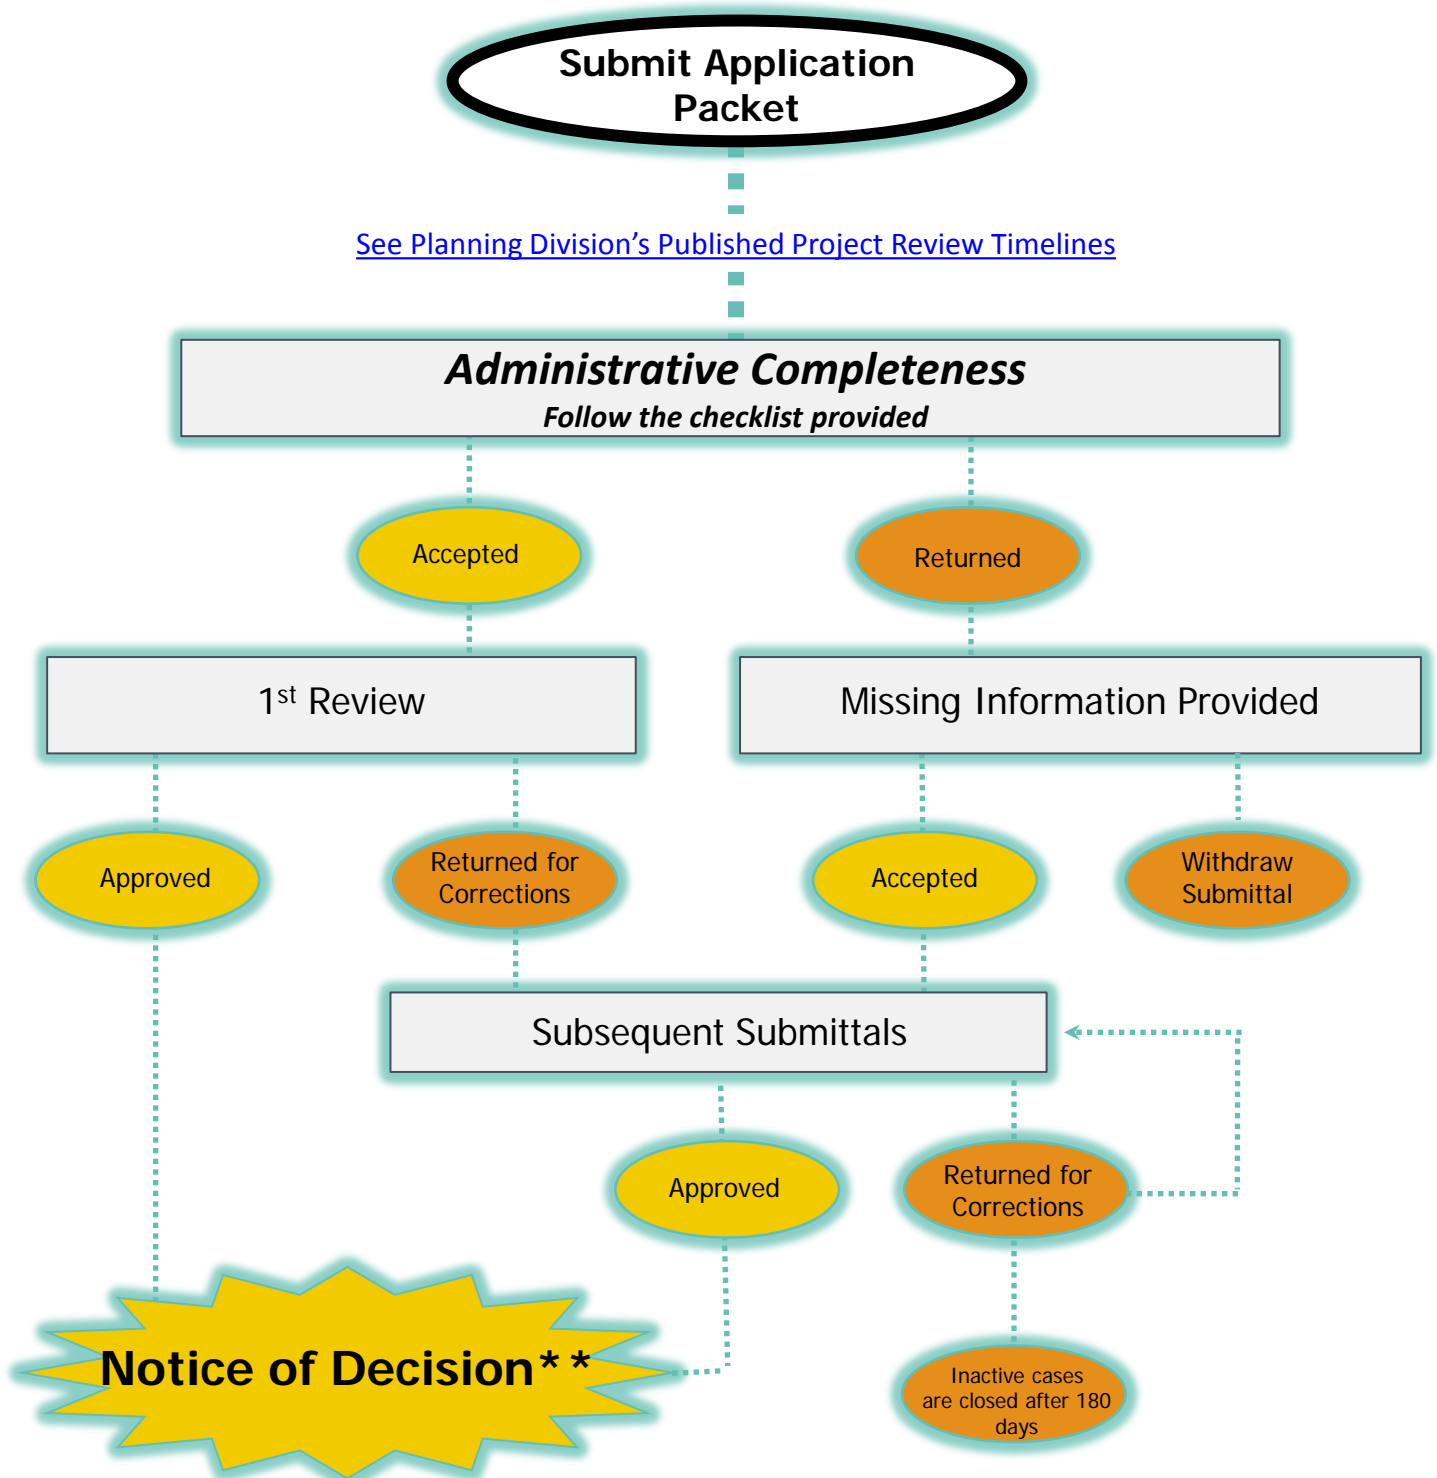 Submit Application
Packet
See Planning Division’s Published Project Review Timelines
Administrative Completeness
Follow the checklist provided
Accepted
Returned
1st Review
Missing Information Provided
Approved
Returned for
Corrections
Accepted
Withdraw
Submittal
Subsequent Submittals
Approved
Returned for
Corrections
Notice of Decision**
Inactive cases
are closed after 180
days